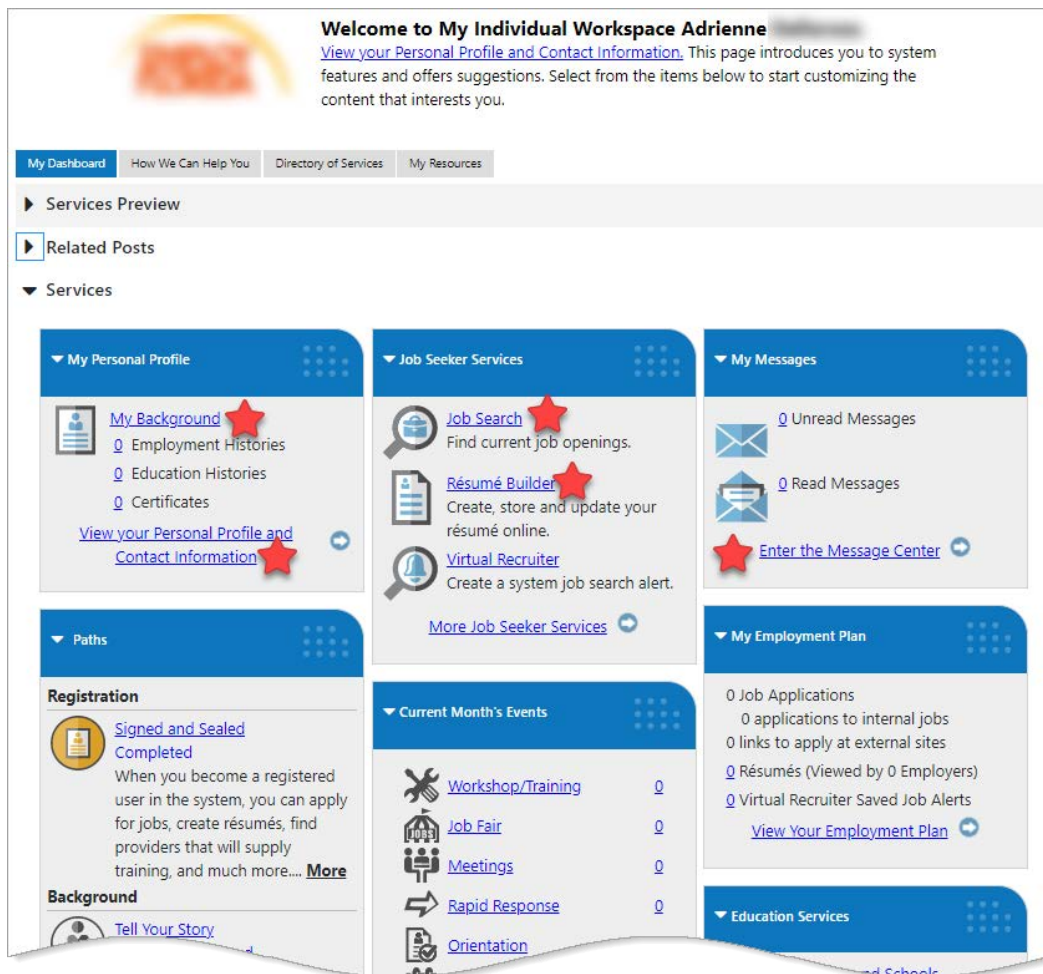 Welcome to My Individual Workspace Adrienne
View your Personal Profile and Contact Information. This page introduces you to system
features and offers suggestions. Select from the items below to start customizing the
content that interests you.
My Dashboard
How We Can Help You
Directory of Services
My Resources
Services Preview
Related Posts
Services
My Personal Profile
My Background
0 Employment Histories
0 Education Histories
0 Certificates
View your Personal Profile and
Contact Information
Paths
Registration
Signed and Sealed
Completed
When you become a registered
user in the system, you can apply
for jobs, create résumés, find
providers that will supply
training, and much more.... More
Background
Tell Your Story
Job Seeker Services
Job Search
Find current job openings.
Résumé Builder
Create, store and update your
résumé online.
Virtual Recruiter
Create a system job search alert.
More Job Seeker Services
Current Month's Events
Workshop/Training 0
Job Fair 0
JOBS
Meetings 0
Rapid Response 0
Orientation
My Messages
0 Unread Messages
0 Read Messages
Enter the Message Center
My Employment Plan
0 Job Applications
0 applications to internal jobs
0 links to apply at external sites
0 Résumés (Viewed by 0 Employers)
0 Virtual Recruiter Saved Job Alerts
View Your Employment Plan
Education Services
Schools